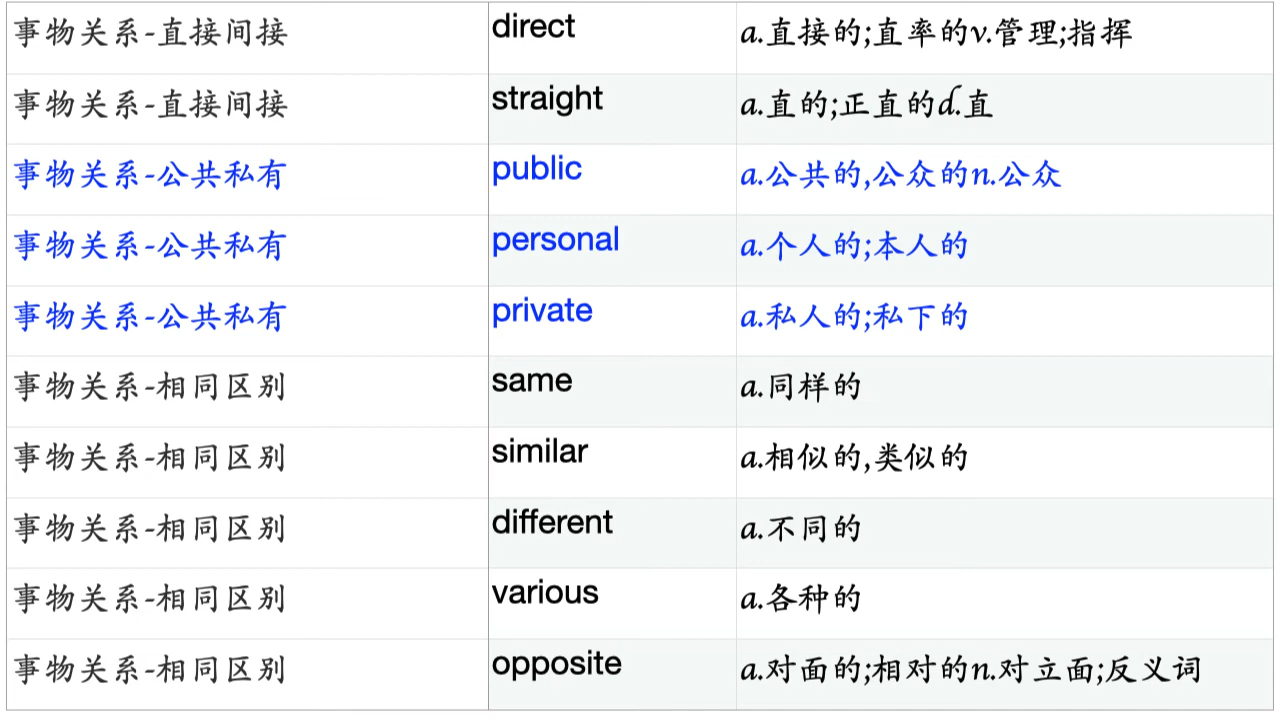 事物关系-直接间接 direct a.直接的;直率的v.管理;指挥
事物关系-直接间接 straight a.直的;正直的d.直
事物关系-公共私有 public a.公共的,公众的n.公众
事物关系-公共私有 personal a.个人的;本人的
事物关系-公共私有 private a.私人的;私下的
事物关系-相同区别 same a.同样的
事物关系-相同区别 similar a.相似的,类似的
事物关系-相同区别 different a.不同的
事物关系-相同区别 various a.各种的
事物关系-相同区别 opposite a.对面的;相对的n.对立面;反义词